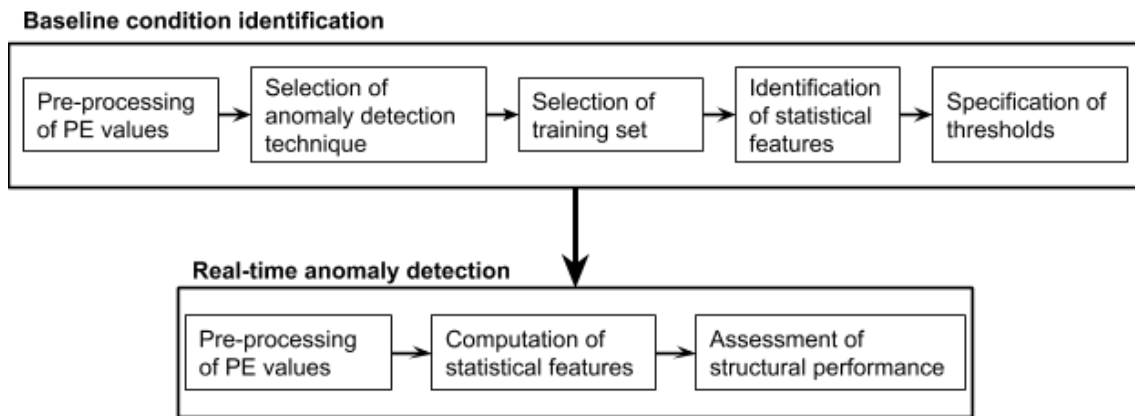 Baseline condition identification
Pre-processing
of PE values
Selection of
anomaly detection
technique
Selection of
training set
Identification
of statistical
features
Specification of
thresholds
Real-time anomaly detection
Pre-processing
of PE values
Computation of
statistical features
Assessment of
structural performance